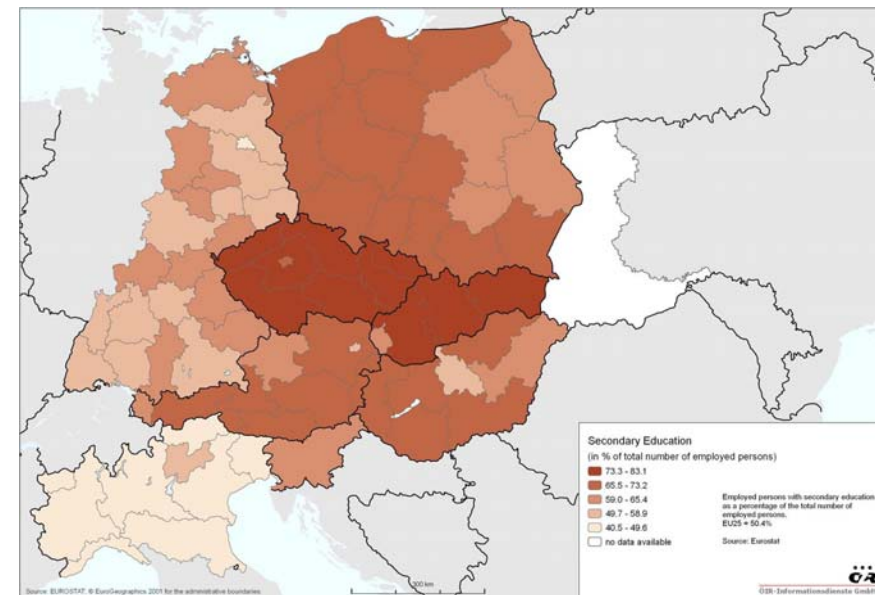 Secondary Education
(in % of total number of employed persons)
73.3 - 83.1
65.5 - 73.2
59.0 - 65.4
49.7 - 58.9
40.5 - 49.6
no data available
Employed persons with secondary education
as a percentage of the total number of
employed persons.
EU25 = 50.4%
Source: Eurostat
Source: EUROSTAT, © EuroGeographics 2001 for the administrative boundaries
300 km
ÖIR-Informationsdienste GmbH